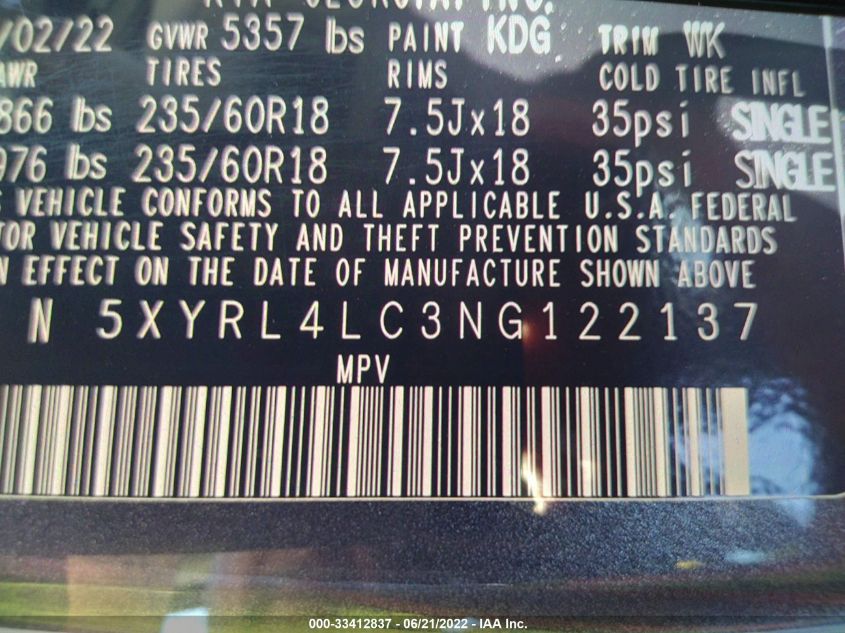 /02/22 GVWR 5357 lbs PAINT KDG TRIM WK
AWR TIRES RIMS COLD TIRE INFL
866 lbs 235/60R18 7.5Jx18 35psi SINGLE
976 lbs 235/60R18 7.5Jx18 35psi SINGLE
VEHICLE CONFORMS TO ALL APPLICABLE U.S.A. FEDERAL
TOR VEHICLE SAFETY AND THEFT PREVENTION STANDARDS
N EFFECT ON THE DATE OF MANUFACTURE SHOWN ABOVE
N 5XYRL4LC3NG122137
MPV
000-33412837 - 06/21/2022 - IAA Inc.